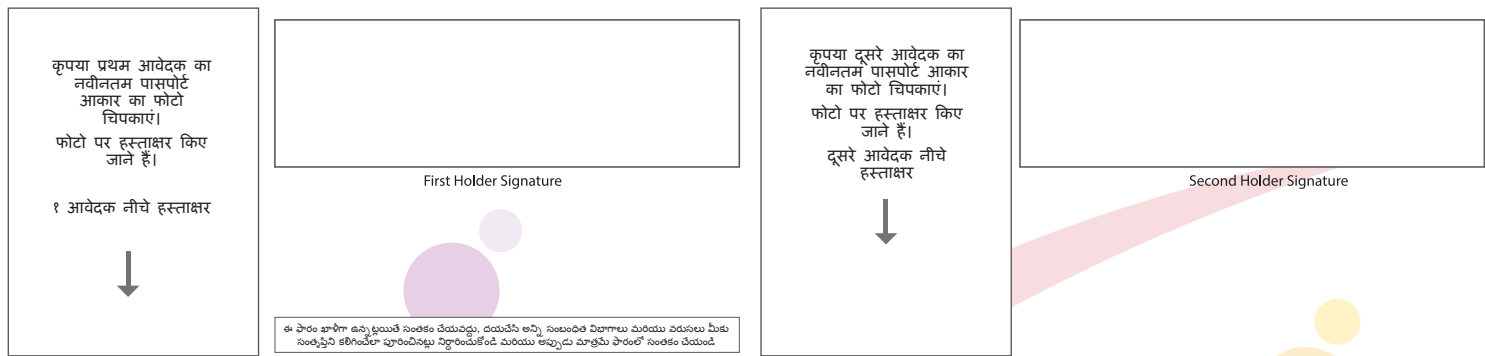 कृपया प्रथम आवेदक का
नवीनतम पासपोर्ट
आकार का फोटो
चिपकाएं।
फोटो पर हस्ताक्षर किए
जाने हैं।
१ आवेदक नीचे हस्ताक्षर
First Holder Signature
ఈ ఫారం ఖాళీగా ఉన్నట్లయితే సంతకం చేయవద్దు, దయచేసి అన్ని సంబంధిత విభాగాలు మరియు వరుసలు మీకు
సంతృప్తిని కలిగించేలా పూరించినట్లు నిర్ధారించుకోండి మరియు అప్పుడు మాత్రమే ఫారంలో సంతకం చేయండి
कृपया दूसरे आवेदक का
नवीनतम पासपोर्ट आकार
का फोटो चिपकाएं।
फोटो पर हस्ताक्षर किए
जाने हैं।
दूसरे आवेदक नीचे
हस्ताक्षर
Second Holder Signature